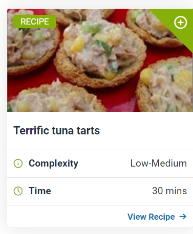 RECIPE
Terrific tuna tarts
Complexity Low-Medium
Time 30 mins
View Recipe →